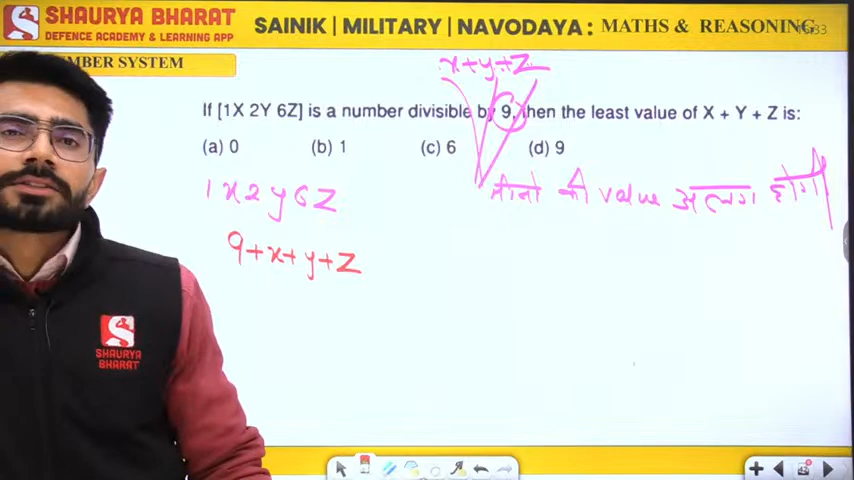 SHAURYA BHARAT
DEFENCE ACADEMY & LEARNING APP
SAINIK | MILITARY | NAVODAYA : MATHS & REASONING
NUMBER SYSTEM
x+y+z
If [1X 2Y 6Z] is a number divisible by 9, then the least value of X + Y + Z is:
(a) 0 (b) 1 (c) 6 (d) 9
1x2y6z
तीनों की value अलग होगी
9+x+y+z
SHAURYA
BHARAT